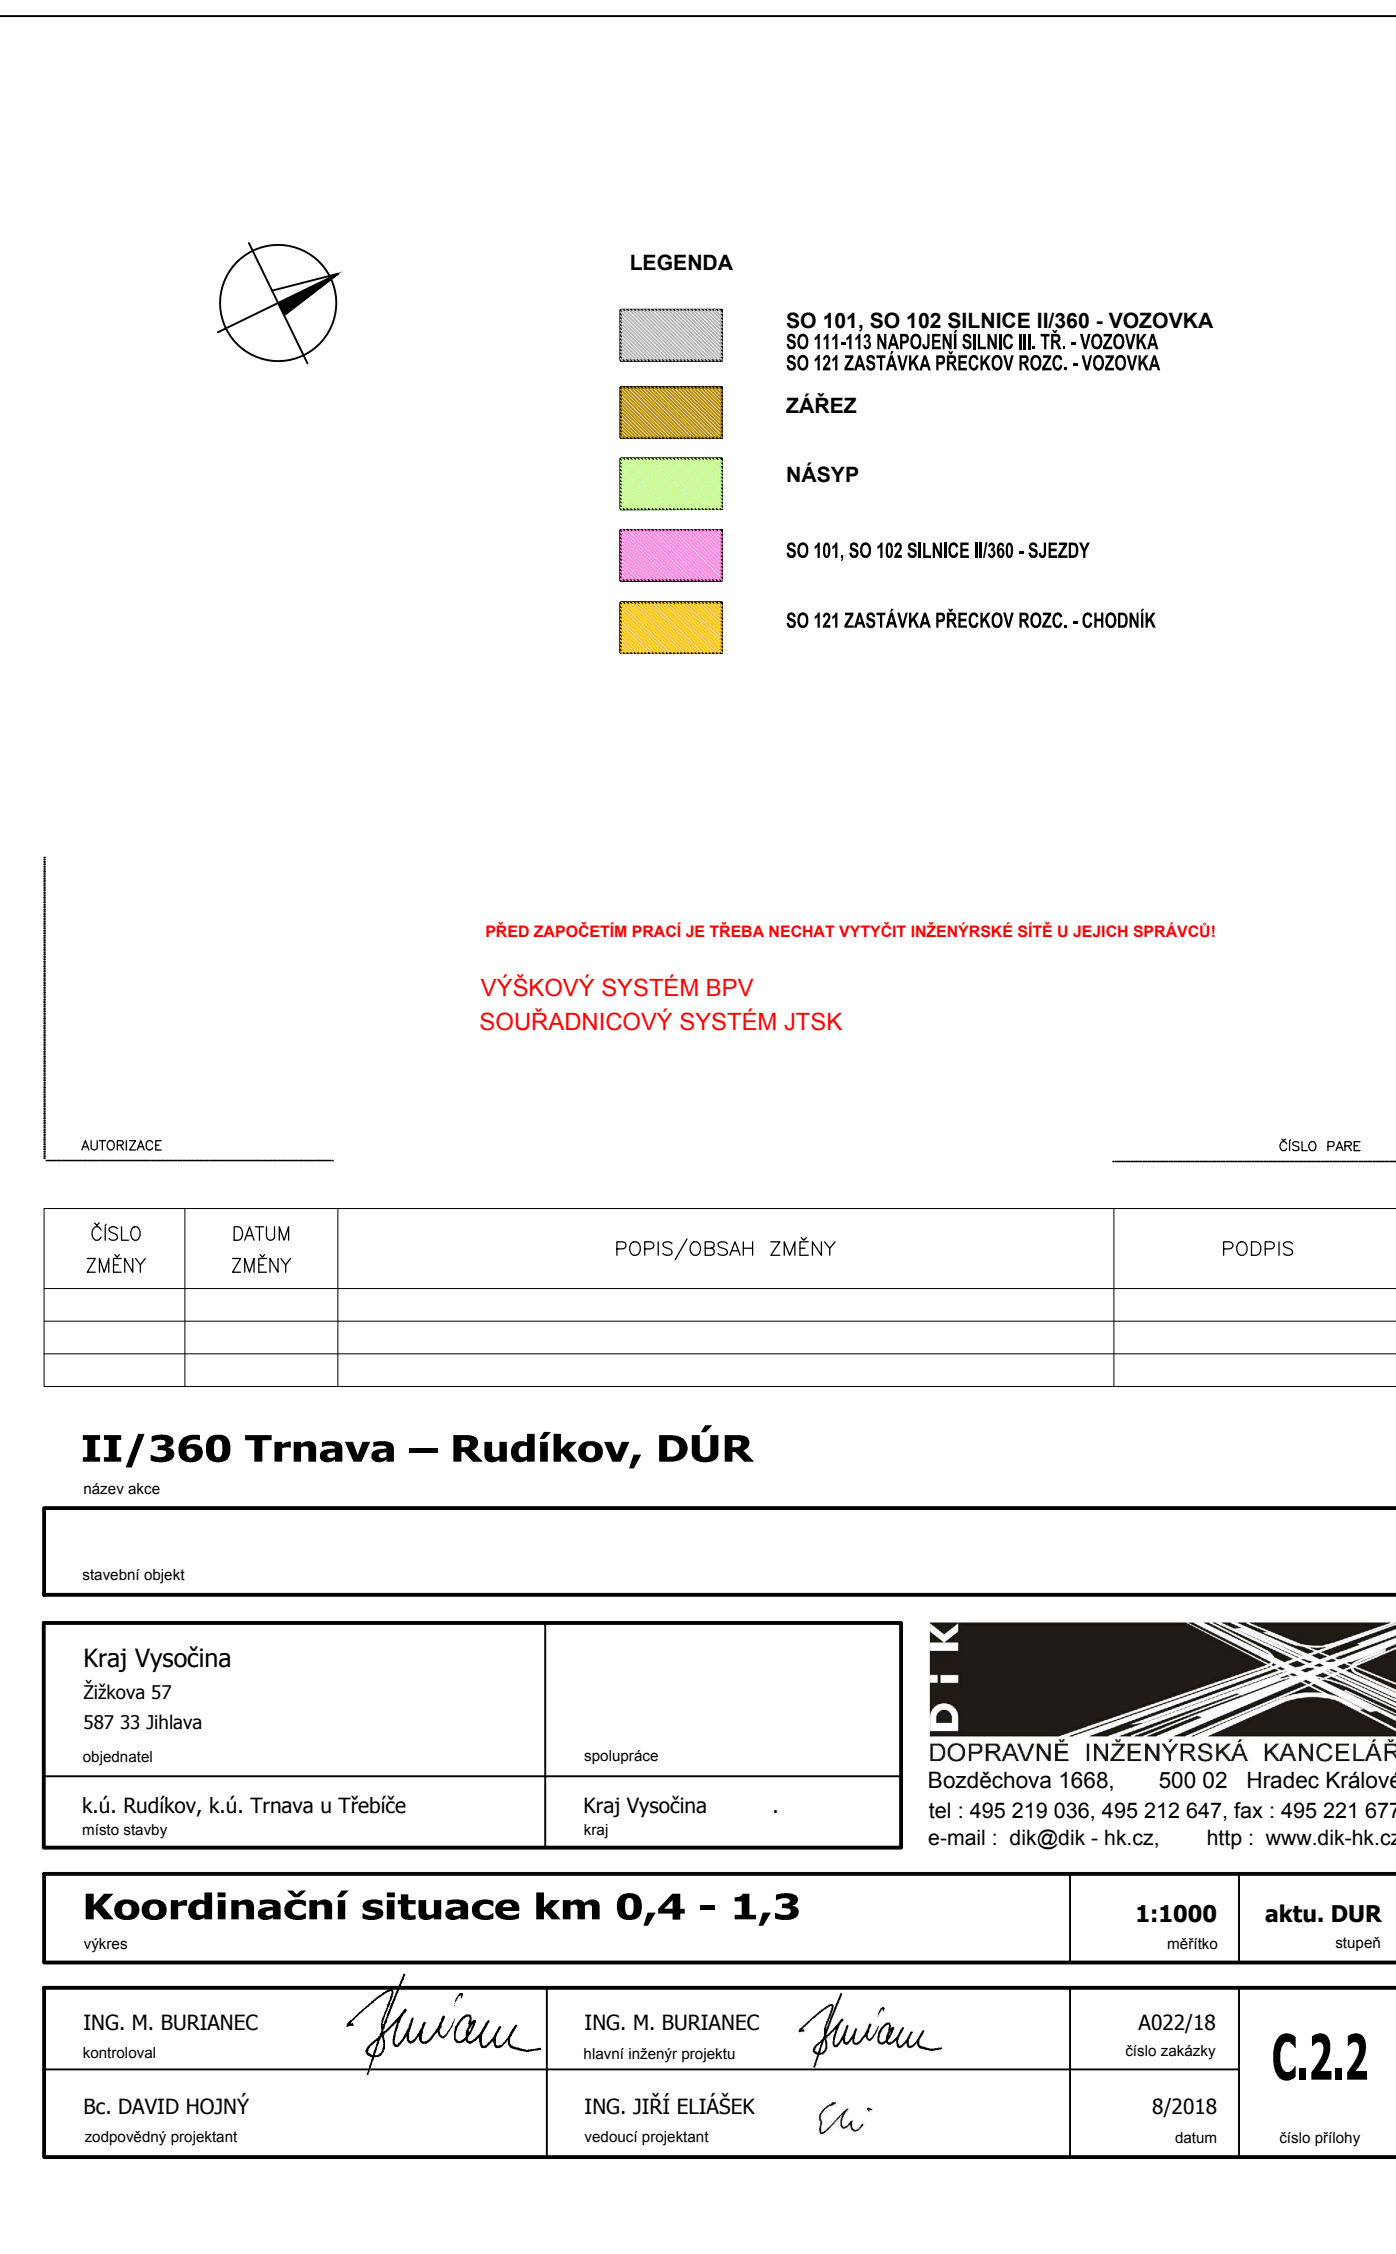 LEGENDA
SO 101, SO 102 SILNICE II/360 - VOZOVKA
SO 111-113 NAPOJENÍ SILNIC III. TŘ. - VOZOVKA
SO 121 ZASTÁVKA PŘECKOV ROZC. - VOZOVKA
ZÁŘEZ
NÁSYP
SO 101, SO 102 SILNICE II/360 - SJEZDY
SO 121 ZASTÁVKA PŘECKOV ROZC. - CHODNÍK
PŘED ZAPOČETÍM PRACÍ JE TŘEBA NECHAT VYTYČIT INŽENÝRSKÉ SÍTĚ U JEJICH SPRÁVCŮ!
VÝŠKOVÝ SYSTÉM BPV
SOUŘADNICOVÝ SYSTÉM JTSK
AUTORIZACE
ČÍSLO PARE
ČÍSLO ZMĚNY
DATUM ZMĚNY
POPIS/OBSAH ZMĚNY
PODPIS
II/360 Trnava – Rudíkov, DÚR
název akce
stavební objekt
Kraj Vysočina
Žižkova 57
587 33 Jihlava
objednatel
spolupráce
k.ú. Rudíkov, k.ú. Trnava u Třebíče
místo stavby
Kraj Vysočina .
kraj
DiK
DOPRAVNĚ INŽENÝRSKÁ KANCELÁŘ
Bozděchova 1668, 500 02 Hradec Králové
tel : 495 219 036, 495 212 647, fax : 495 221 677
e-mail : dik@dik - hk.cz, http : www.dik-hk.cz
Koordinační situace km 0,4 - 1,3
výkres
1:1000
měřítko
aktu. DUR
stupeň
ING. M. BURIANEC
kontroloval
ING. M. BURIANEC
hlavní inženýr projektu
A022/18
číslo zakázky
C.2.2
Bc. DAVID HOJNÝ
zodpovědný projektant
ING. JIŘÍ ELIÁŠEK
vedoucí projektant
8/2018
datum
číslo přílohy